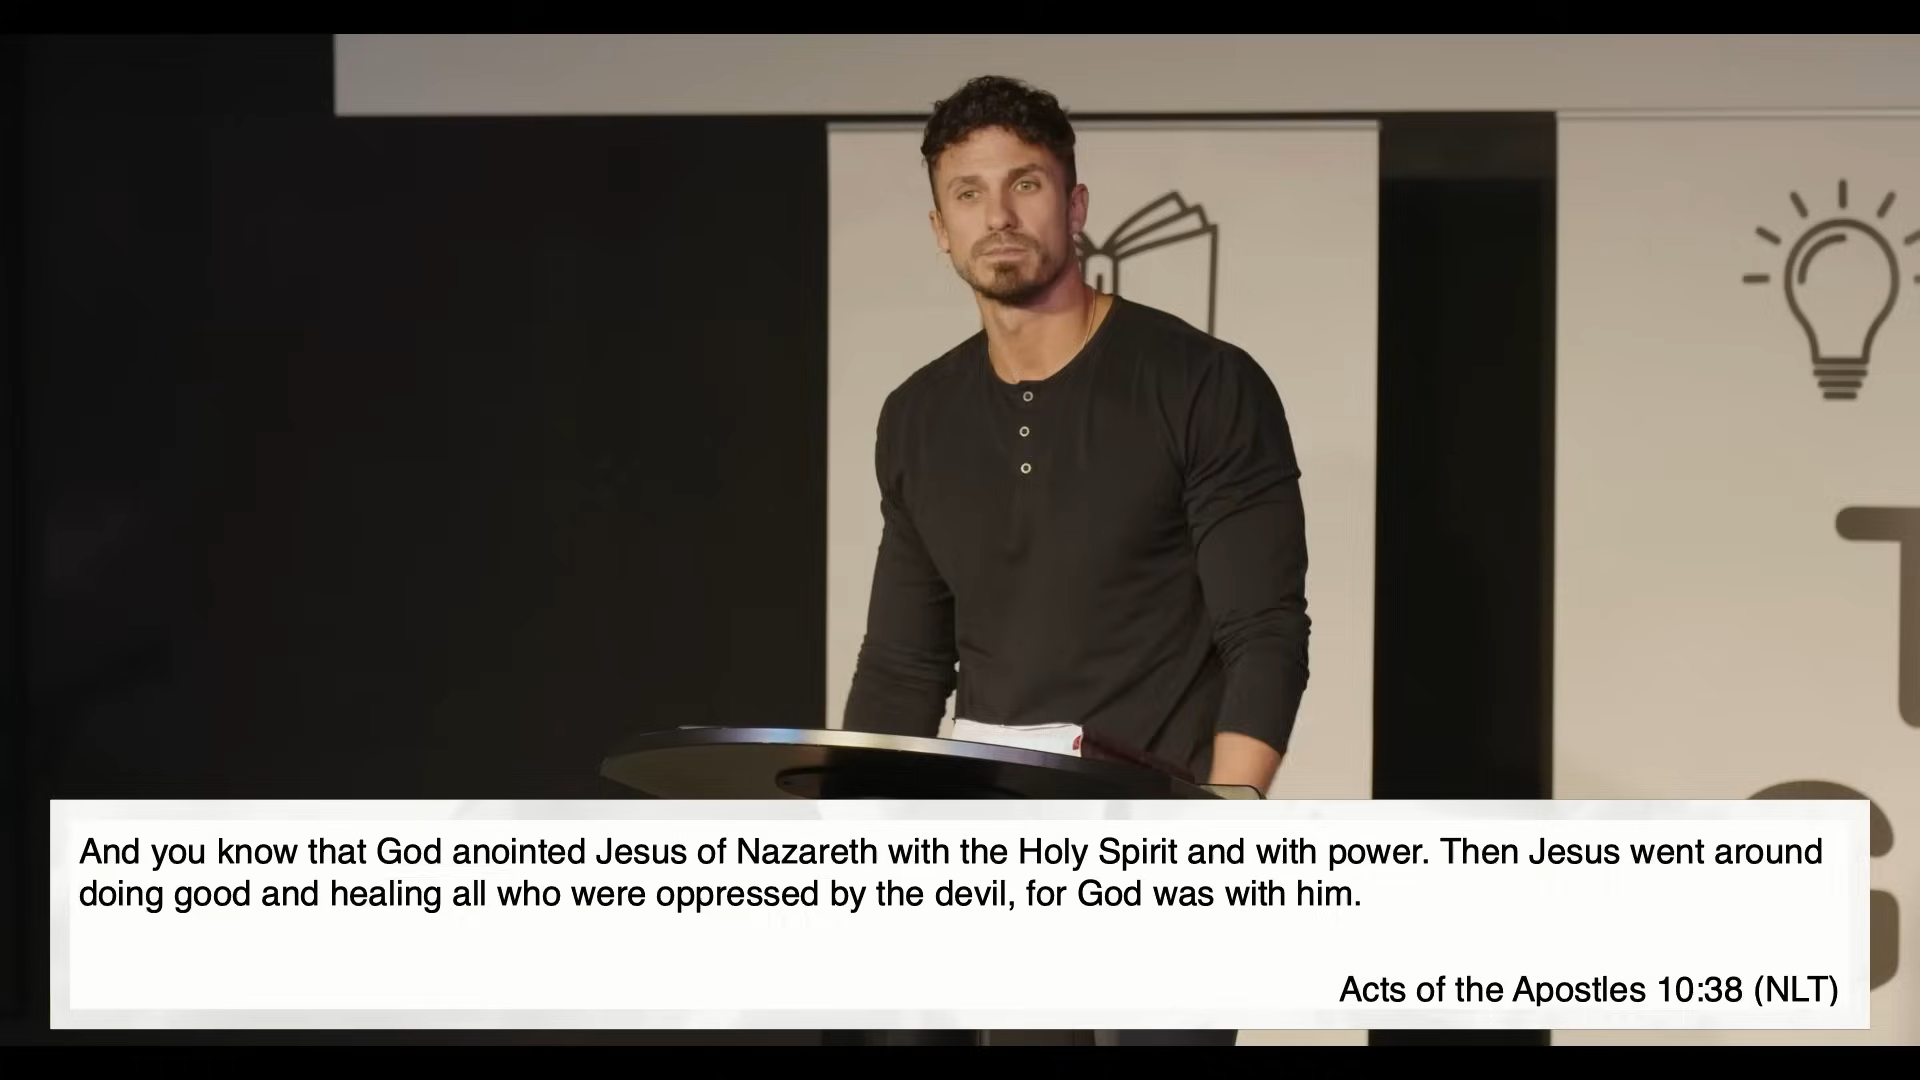 And you know that God anointed Jesus of Nazareth with the Holy Spirit and with power. Then Jesus went around
doing good and healing all who were oppressed by the devil, for God was with him.
Acts of the Apostles 10:38 (NLT)
T